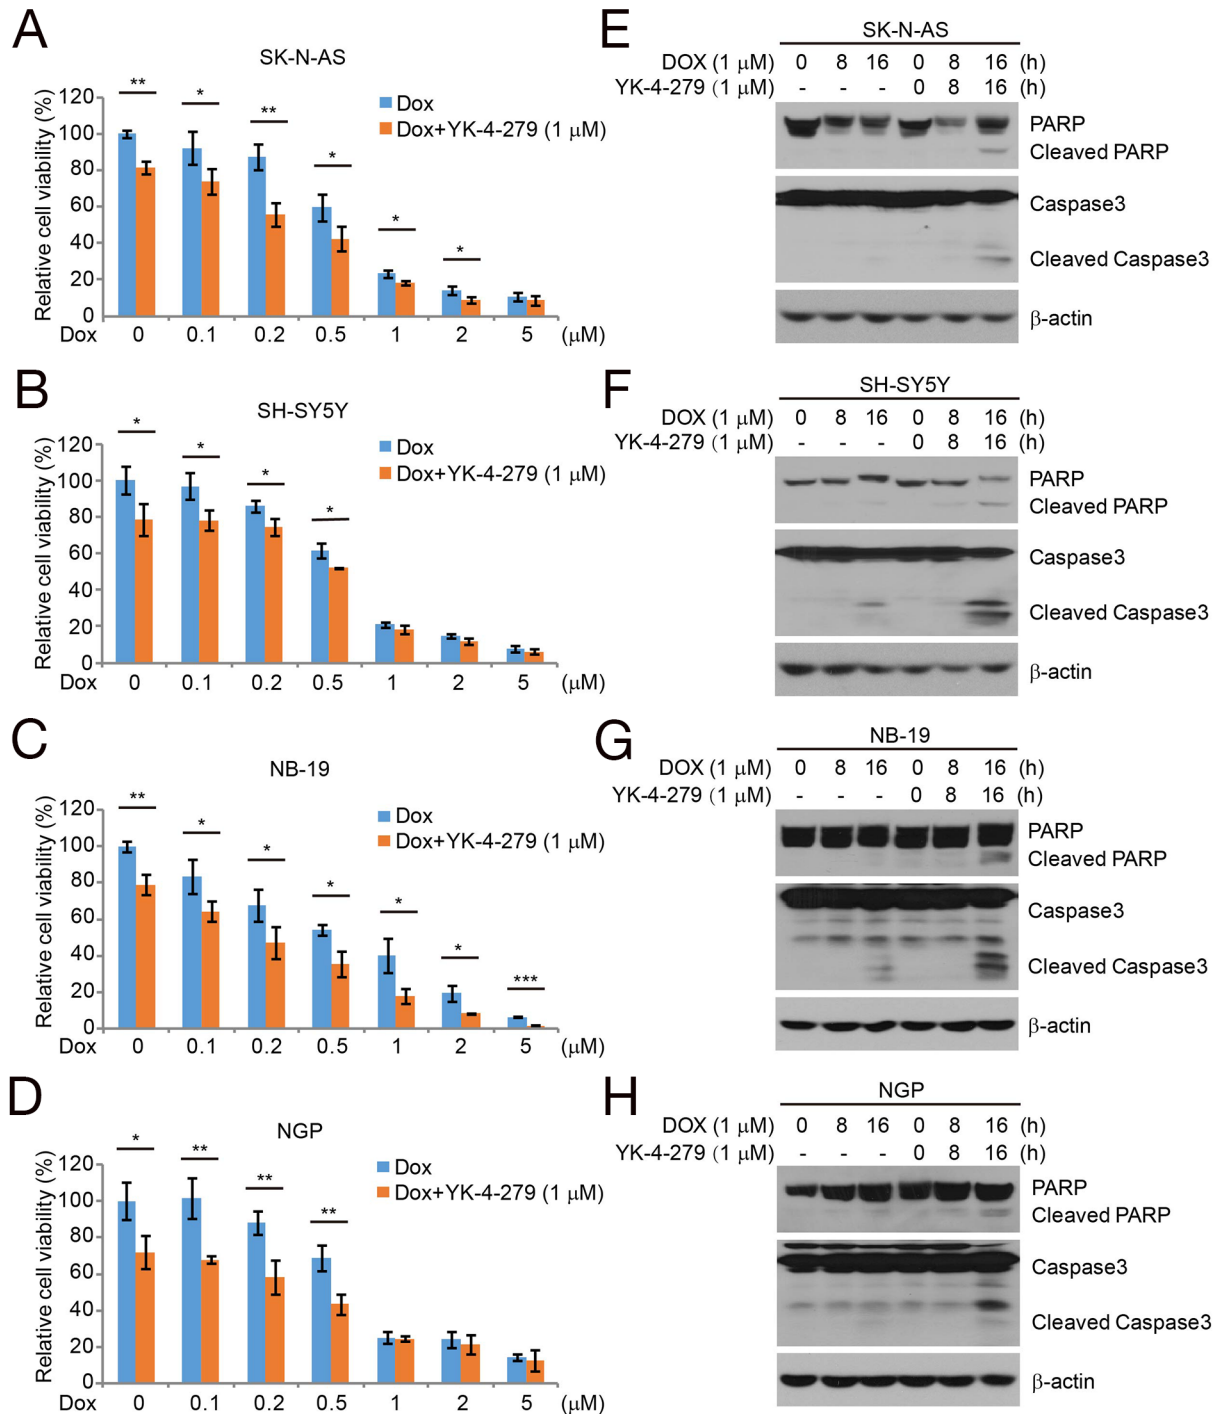 A
SK-N-AS
** * ** * * *
Dox
Dox+YK-4-279 (1 μM)
Relative cell viability (%)
120
100
80
60
40
20
0
Dox 0 0.1 0.2 0.5 1 2 5 (μM)
B
SH-SY5Y
* * * *
Dox
Dox+YK-4-279 (1 μM)
Relative cell viability (%)
120
100
80
60
40
20
0
Dox 0 0.1 0.2 0.5 1 2 5 (μM)
C
NB-19
** * * * * * ***
Dox
Dox+YK-4-279 (1 μM)
Relative cell viability (%)
120
100
80
60
40
20
0
Dox 0 0.1 0.2 0.5 1 2 5 (μM)
D
NGP
* ** ** **
Dox
Dox+YK-4-279 (1 μM)
Relative cell viability (%)
120
100
80
60
40
20
0
Dox 0 0.1 0.2 0.5 1 2 5 (μM)
E
SK-N-AS
DOX (1 μM) 0 8 16 0 8 16 (h)
YK-4-279 (1 μM) - - - 0 8 16 (h)
PARP
Cleaved PARP
Caspase3
Cleaved Caspase3
β-actin
F
SH-SY5Y
DOX (1 μM) 0 8 16 0 8 16 (h)
YK-4-279 (1 μM) - - - 0 8 16 (h)
PARP
Cleaved PARP
Caspase3
Cleaved Caspase3
β-actin
G
NB-19
DOX (1 μM) 0 8 16 0 8 16 (h)
YK-4-279 (1 μM) - - - 0 8 16 (h)
PARP
Cleaved PARP
Caspase3
Cleaved Caspase3
β-actin
H
NGP
DOX (1 μM) 0 8 16 0 8 16 (h)
YK-4-279 (1 μM) - - - 0 8 16 (h)
PARP
Cleaved PARP
Caspase3
Cleaved Caspase3
β-actin